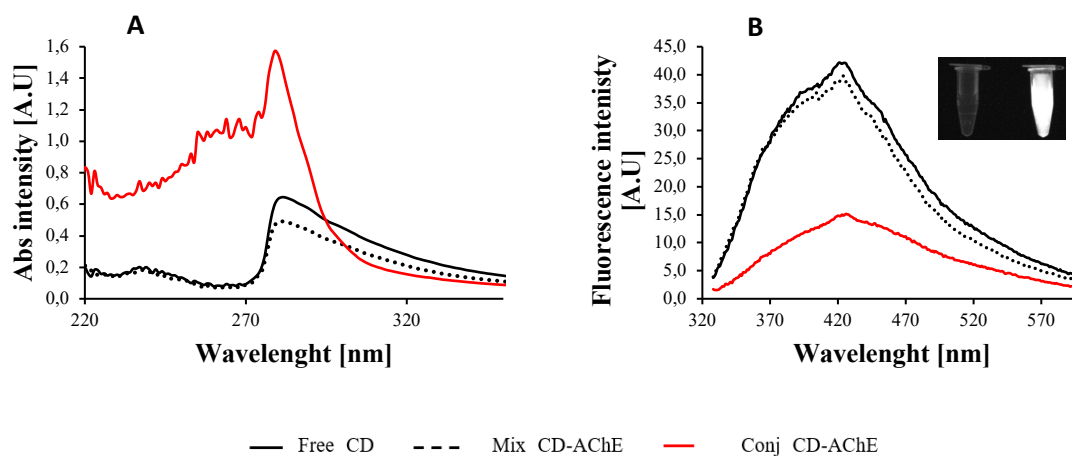 A
Abs intensity [A.U]
1,6
1,4
1,2
1,0
0,8
0,6
0,4
0,2
0,0
220 270 320
Wavelenght [nm]
B
Fluorescence intenisty
[A.U]
45,0
40,0
35,0
30,0
25,0
20,0
15,0
10,0
5,0
0,0
320 370 420 470 520 570
Wavelenght [nm]
Free CD Mix CD-AChE Conj CD-AChE